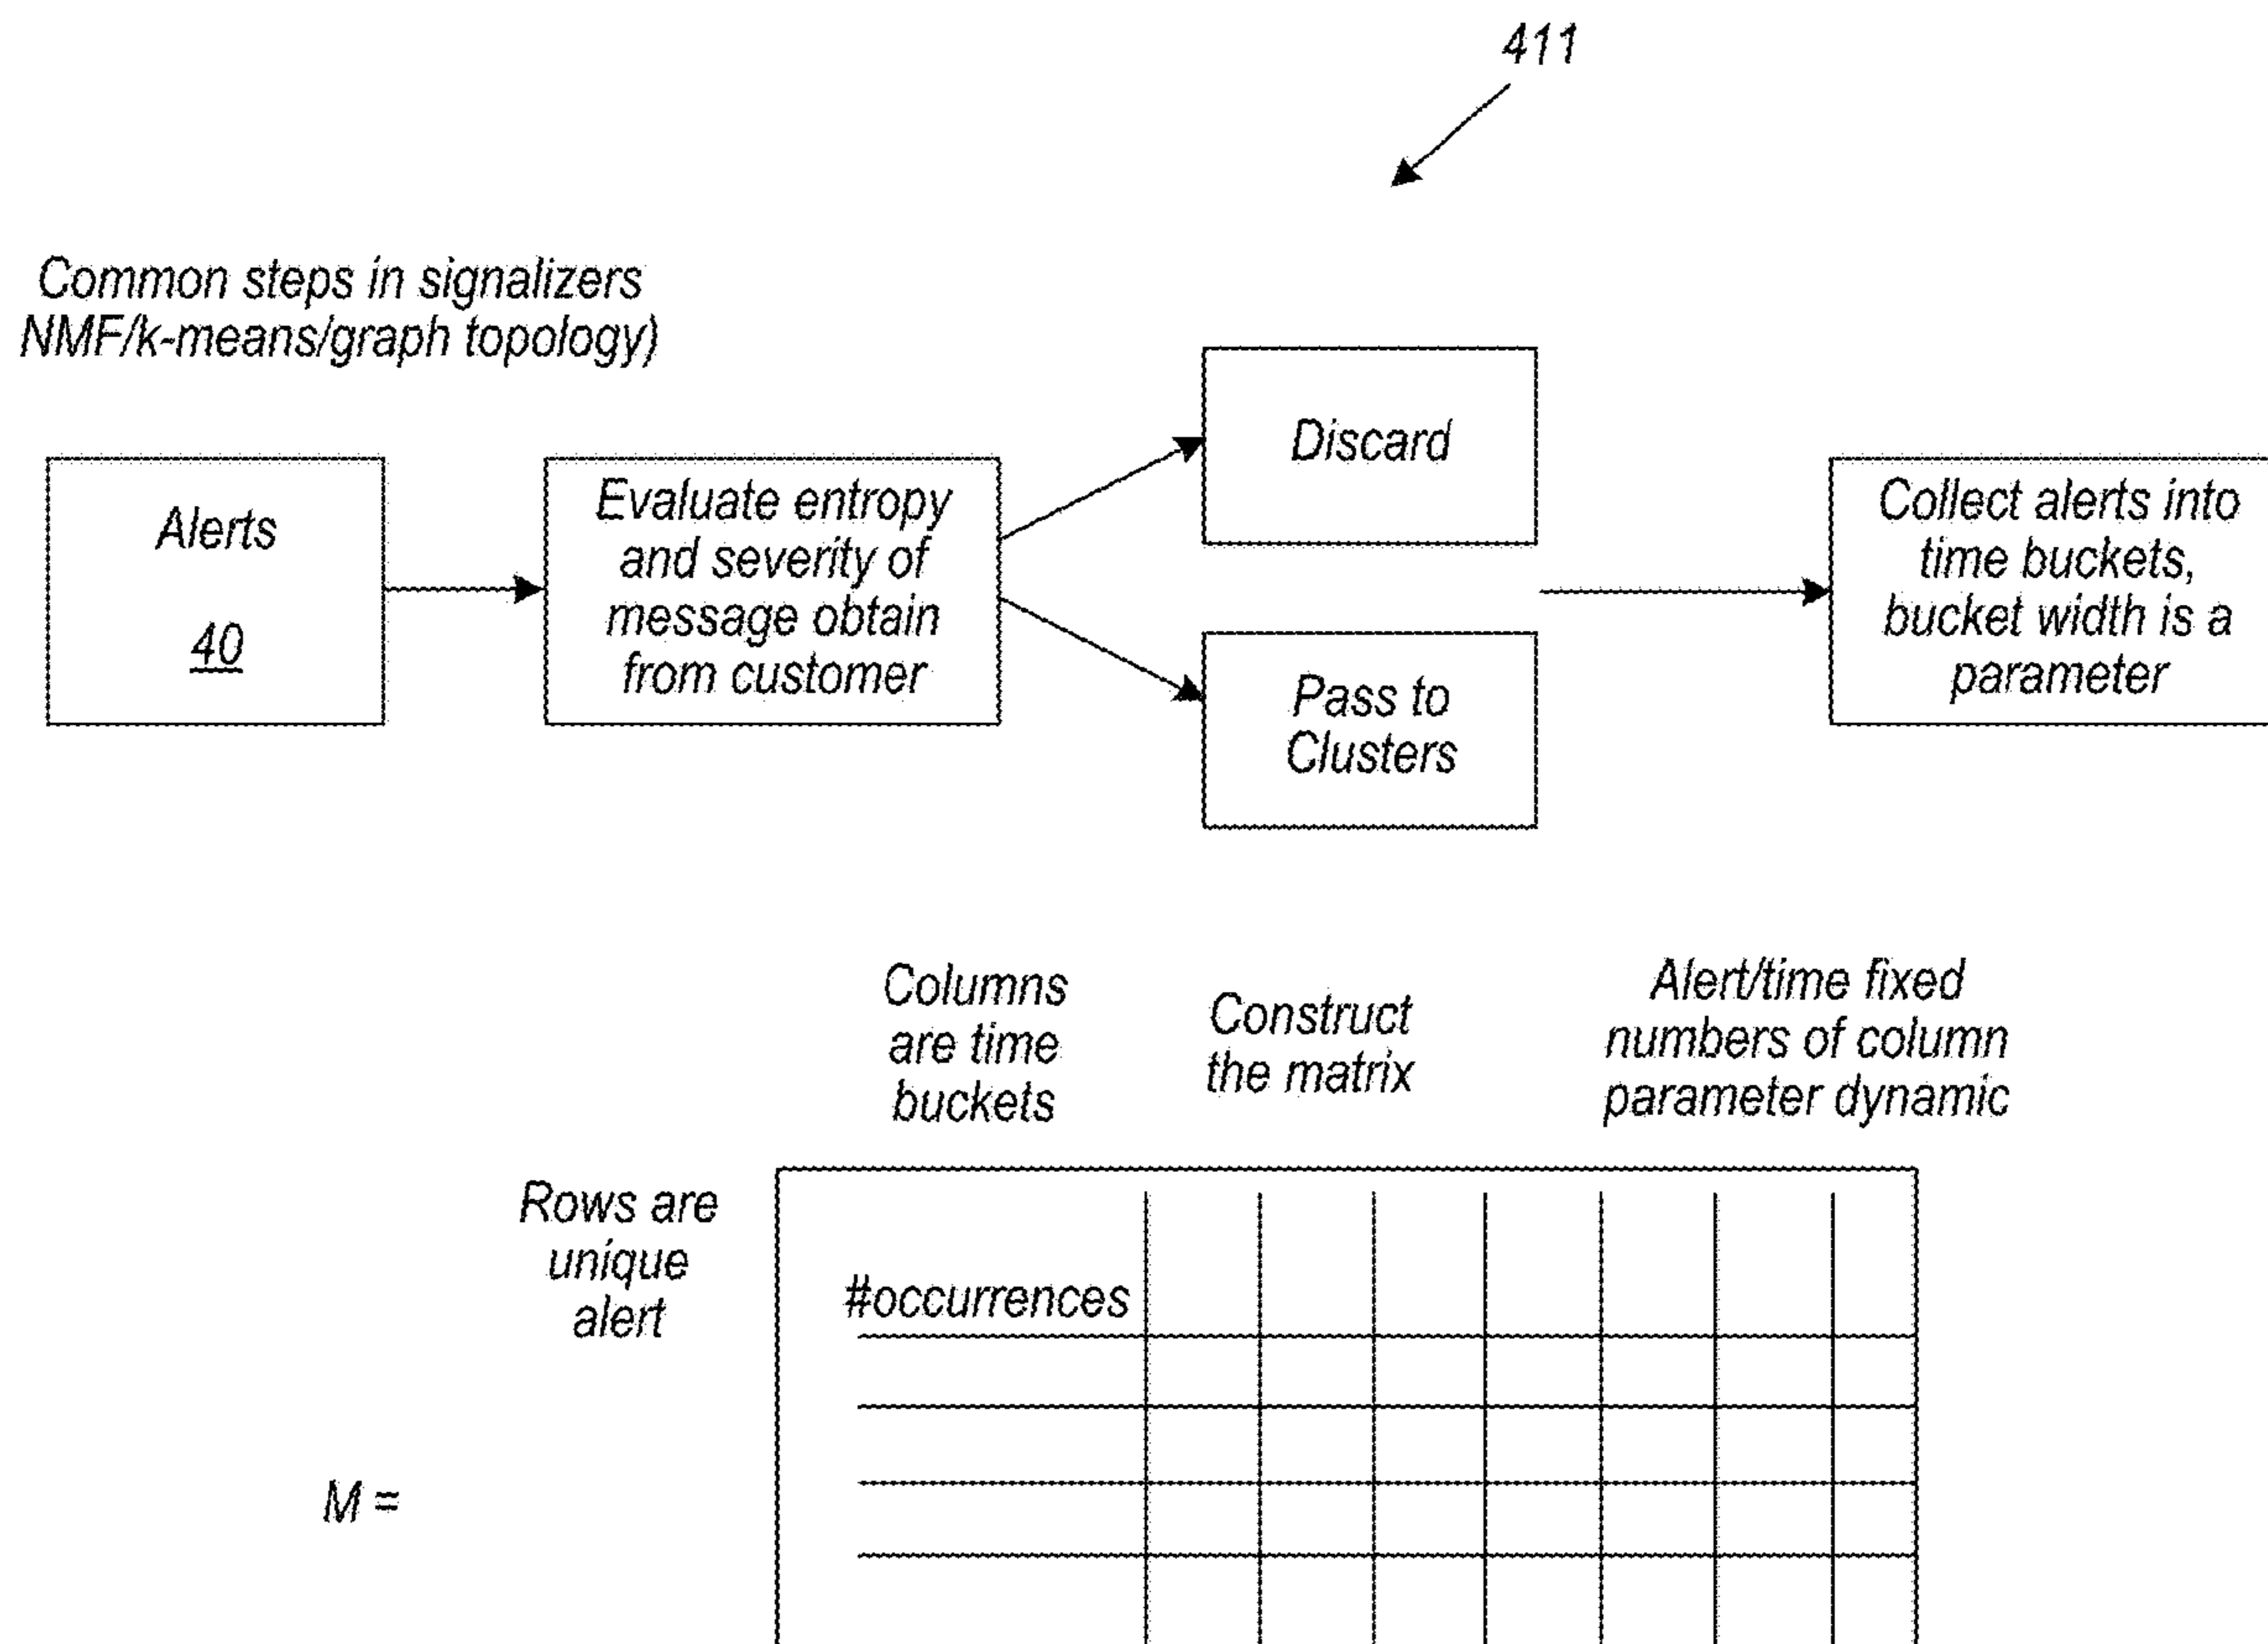 411
Common steps in signalizers
NMF/k-means/graph topology)
Alerts
40
Evaluate entropy
and severity of
message obtain
from customer
Discard
Pass to
Clusters
Collect alerts into
time buckets,
bucket width is a
parameter
Columns
are time
buckets
Construct
the matrix
Alert/time fixed
numbers of column
parameter dynamic
Rows are
unique
alert
#occurrences
M =